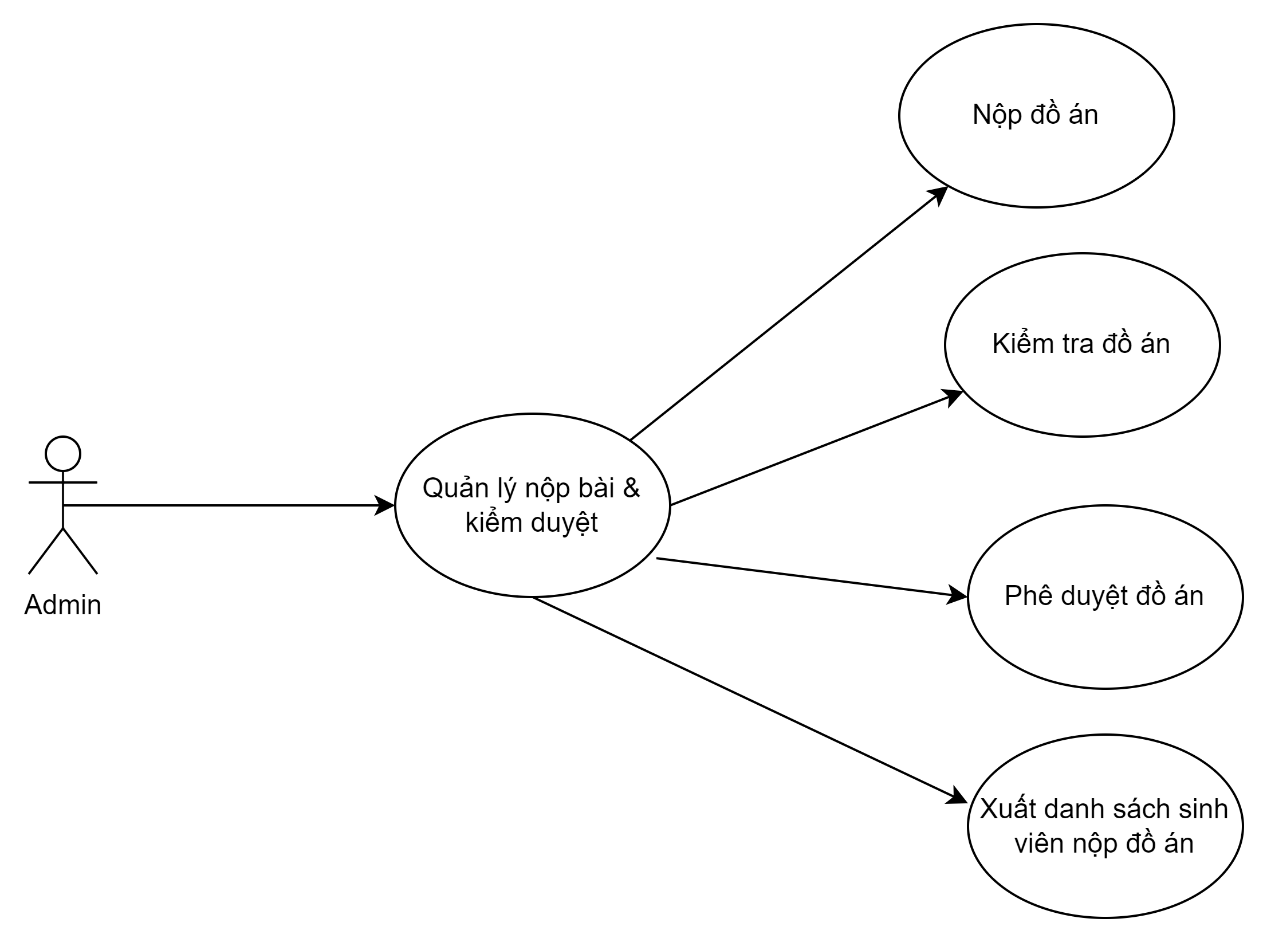 Nộp đồ án
Kiểm tra đồ án
Quản lý nộp bài &
kiểm duyệt
Admin
Phê duyệt đồ án
Xuất danh sách sinh
viên nộp đồ án